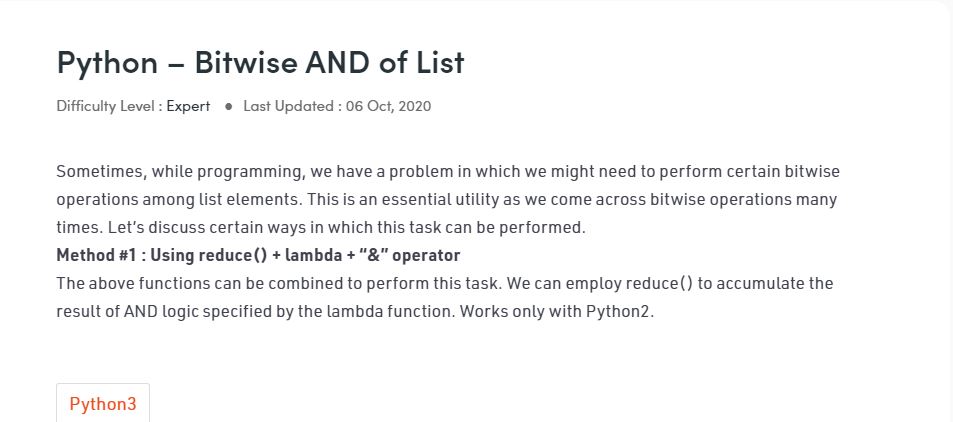 Python – Bitwise AND of List
Difficulty Level : Expert ● Last Updated : 06 Oct, 2020
Sometimes, while programming, we have a problem in which we might need to perform certain bitwise
operations among list elements. This is an essential utility as we come across bitwise operations many
times. Let’s discuss certain ways in which this task can be performed.
Method #1 : Using reduce() + lambda + “&” operator
The above functions can be combined to perform this task. We can employ reduce() to accumulate the
result of AND logic specified by the lambda function. Works only with Python2.
Python3